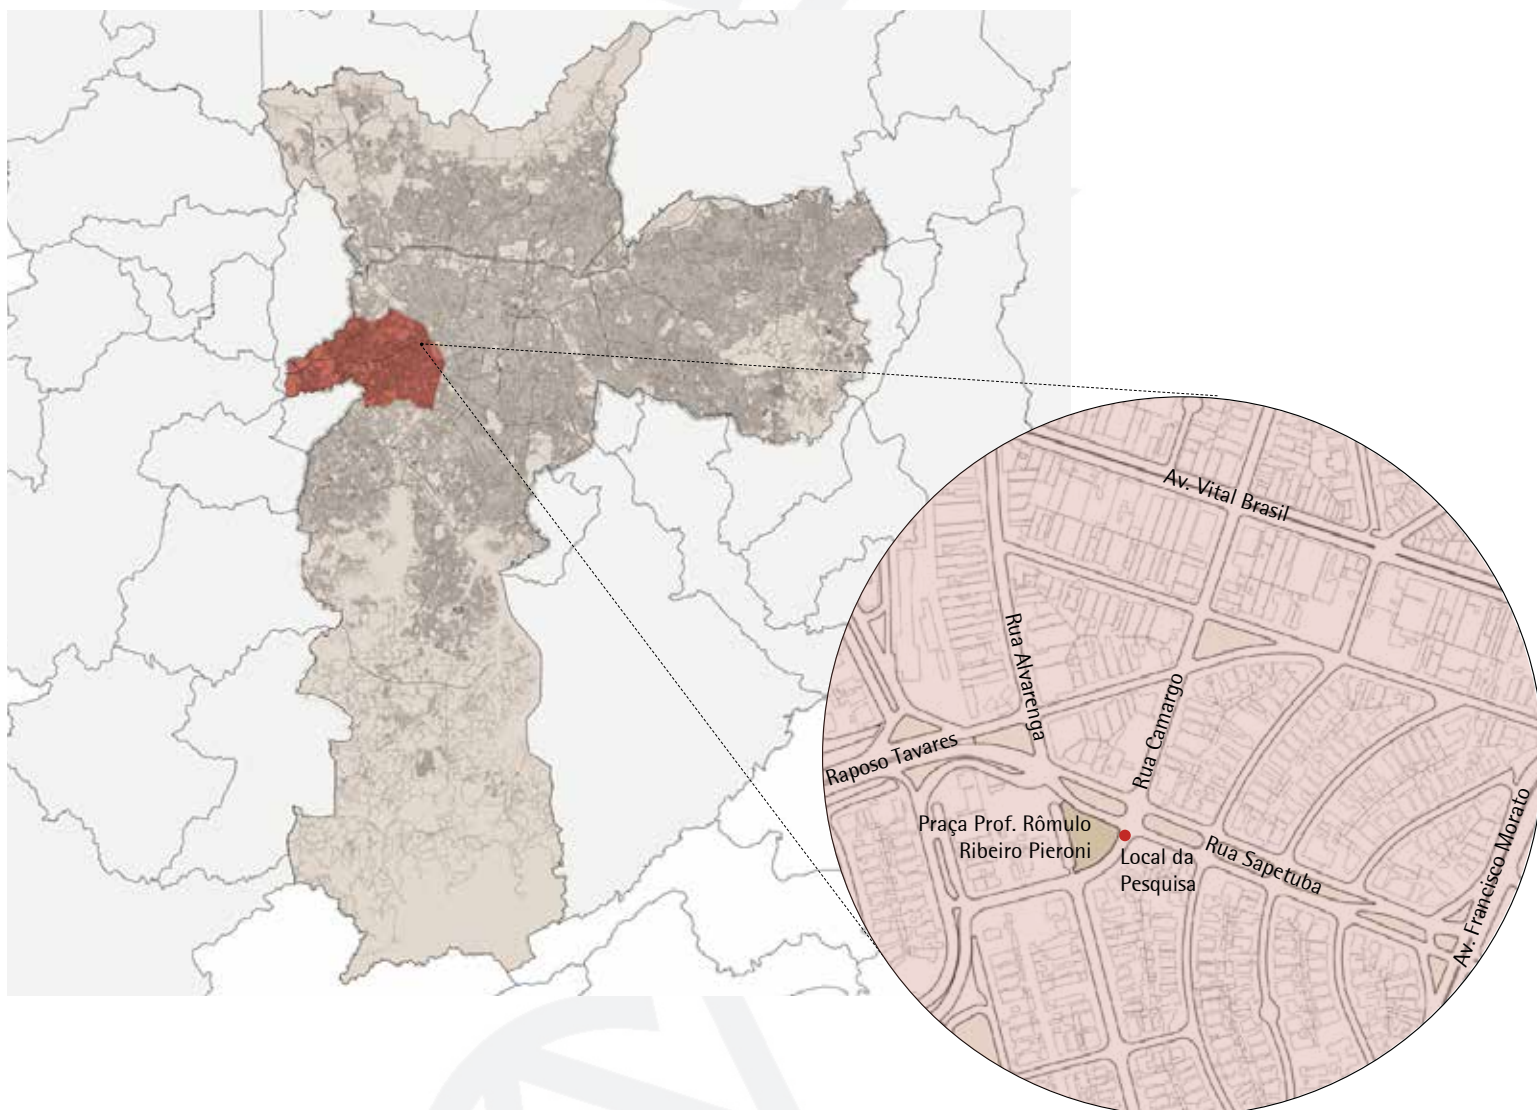 Av. Vital Brasil
Rua Alvarenga
Rua Camargo
Raposo Tavares
Praça Prof. Rômulo
Ribeiro Pieroni
Local da
Pesquisa
Rua Sapetuba
Av. Francisco Morato